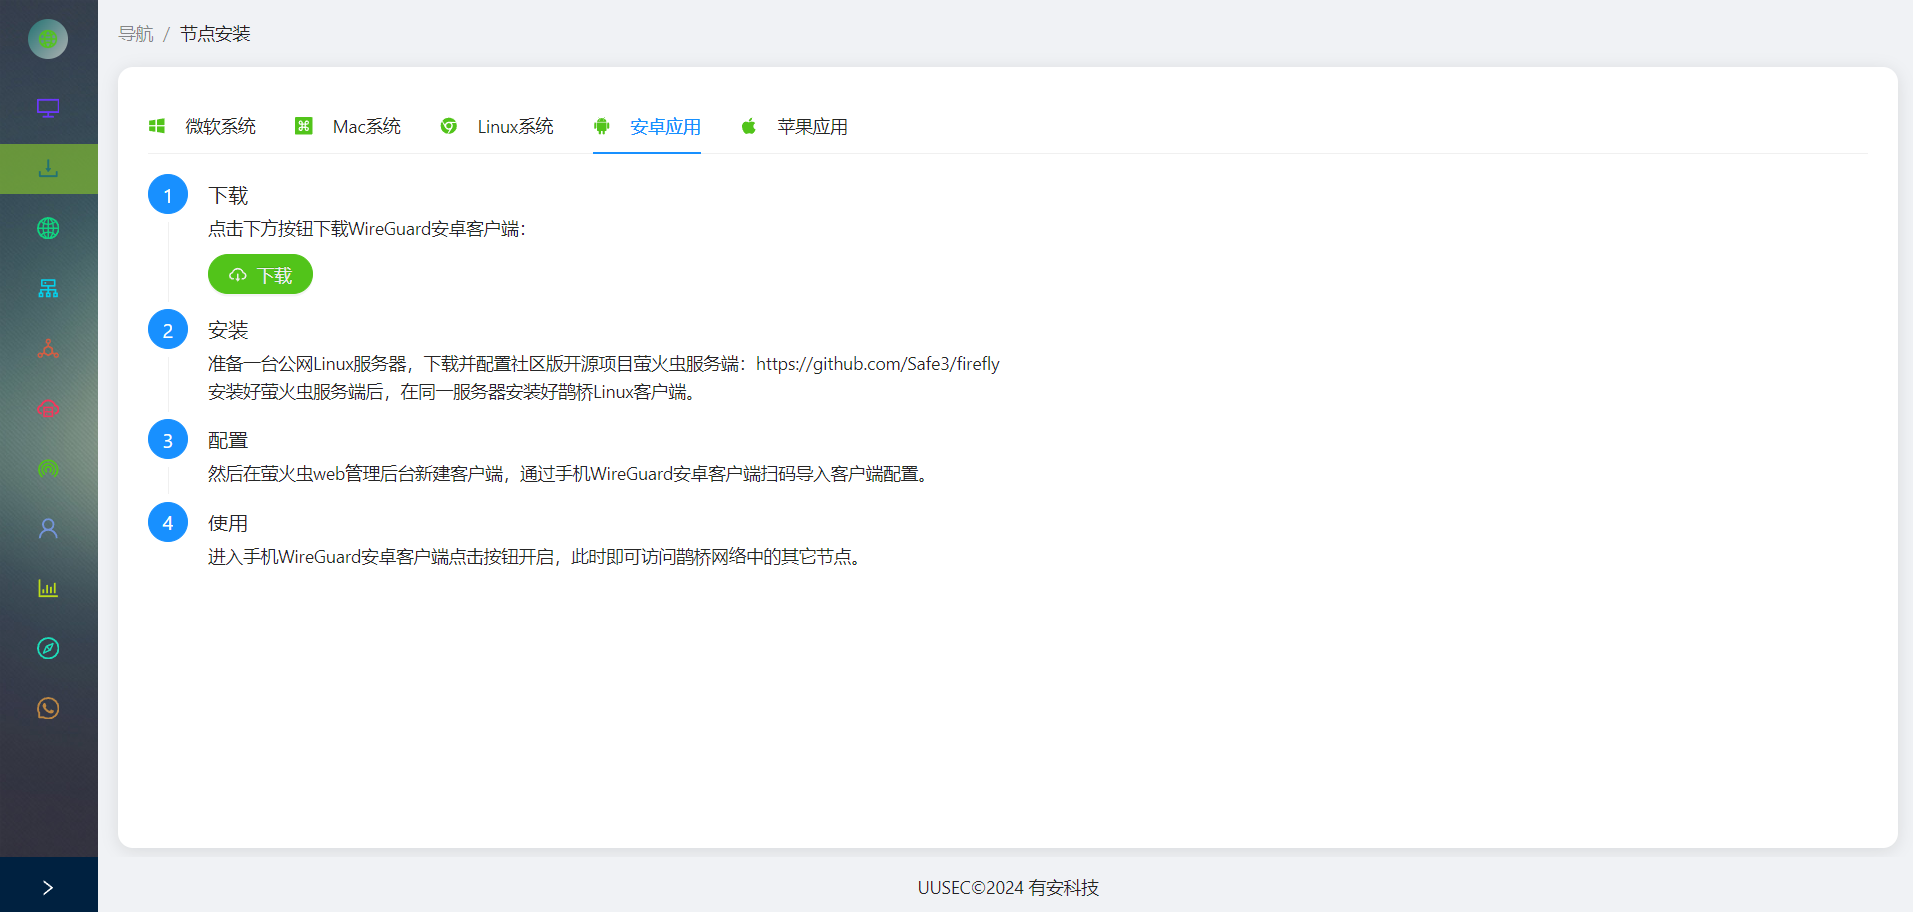 导航 / 节点安装
微软系统 Mac系统 Linux系统 安卓应用 苹果应用
1 下载
点击下方按钮下载WireGuard安卓客户端：
下载
2 安装
准备一台公网Linux服务器，下载并配置社区版开源项目萤火虫服务端：https://github.com/Safe3/firefly
安装好萤火虫服务端后，在同一服务器安装好鹊桥Linux客户端。
3 配置
然后在萤火虫web管理后台新建客户端，通过手机WireGuard安卓客户端扫码导入客户端配置。
4 使用
进入手机WireGuard安卓客户端点击按钮开启，此时即可访问鹊桥网络中的其它节点。
UUSEC©2024 有安科技